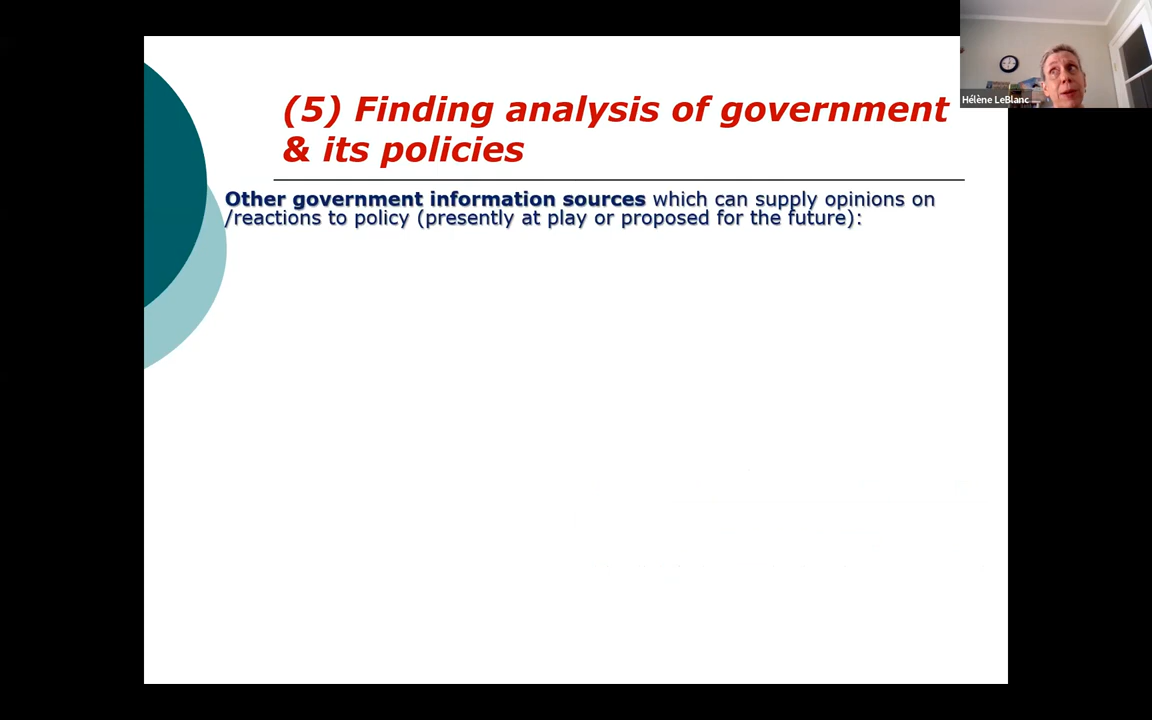 (5) Finding analysis of government
& its policies
Other government information sources which can supply opinions on
/reactions to policy (presently at play or proposed for the future):
Hélène LeBlanc